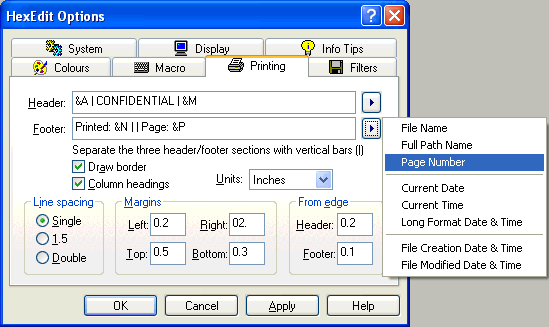 HexEdit Options
System Display Info Tips
Colours Macro Printing Filters
Header: &A | CONFIDENTIAL | &M
Footer: Printed: &N | | Page: &P
Separate the three header/footer sections with vertical bars (|)
Draw border
Column headings
Units: Inches
Line spacing
Single
1.5
Double
Margins
Left: 0.2 Right: 02.
Top: 0.5 Bottom: 0.3
From edge
Header: 0.2
Footer: 0.1
OK Cancel Apply Help
File Name
Full Path Name
Page Number
Current Date
Current Time
Long Format Date & Time
File Creation Date & Time
File Modified Date & Time